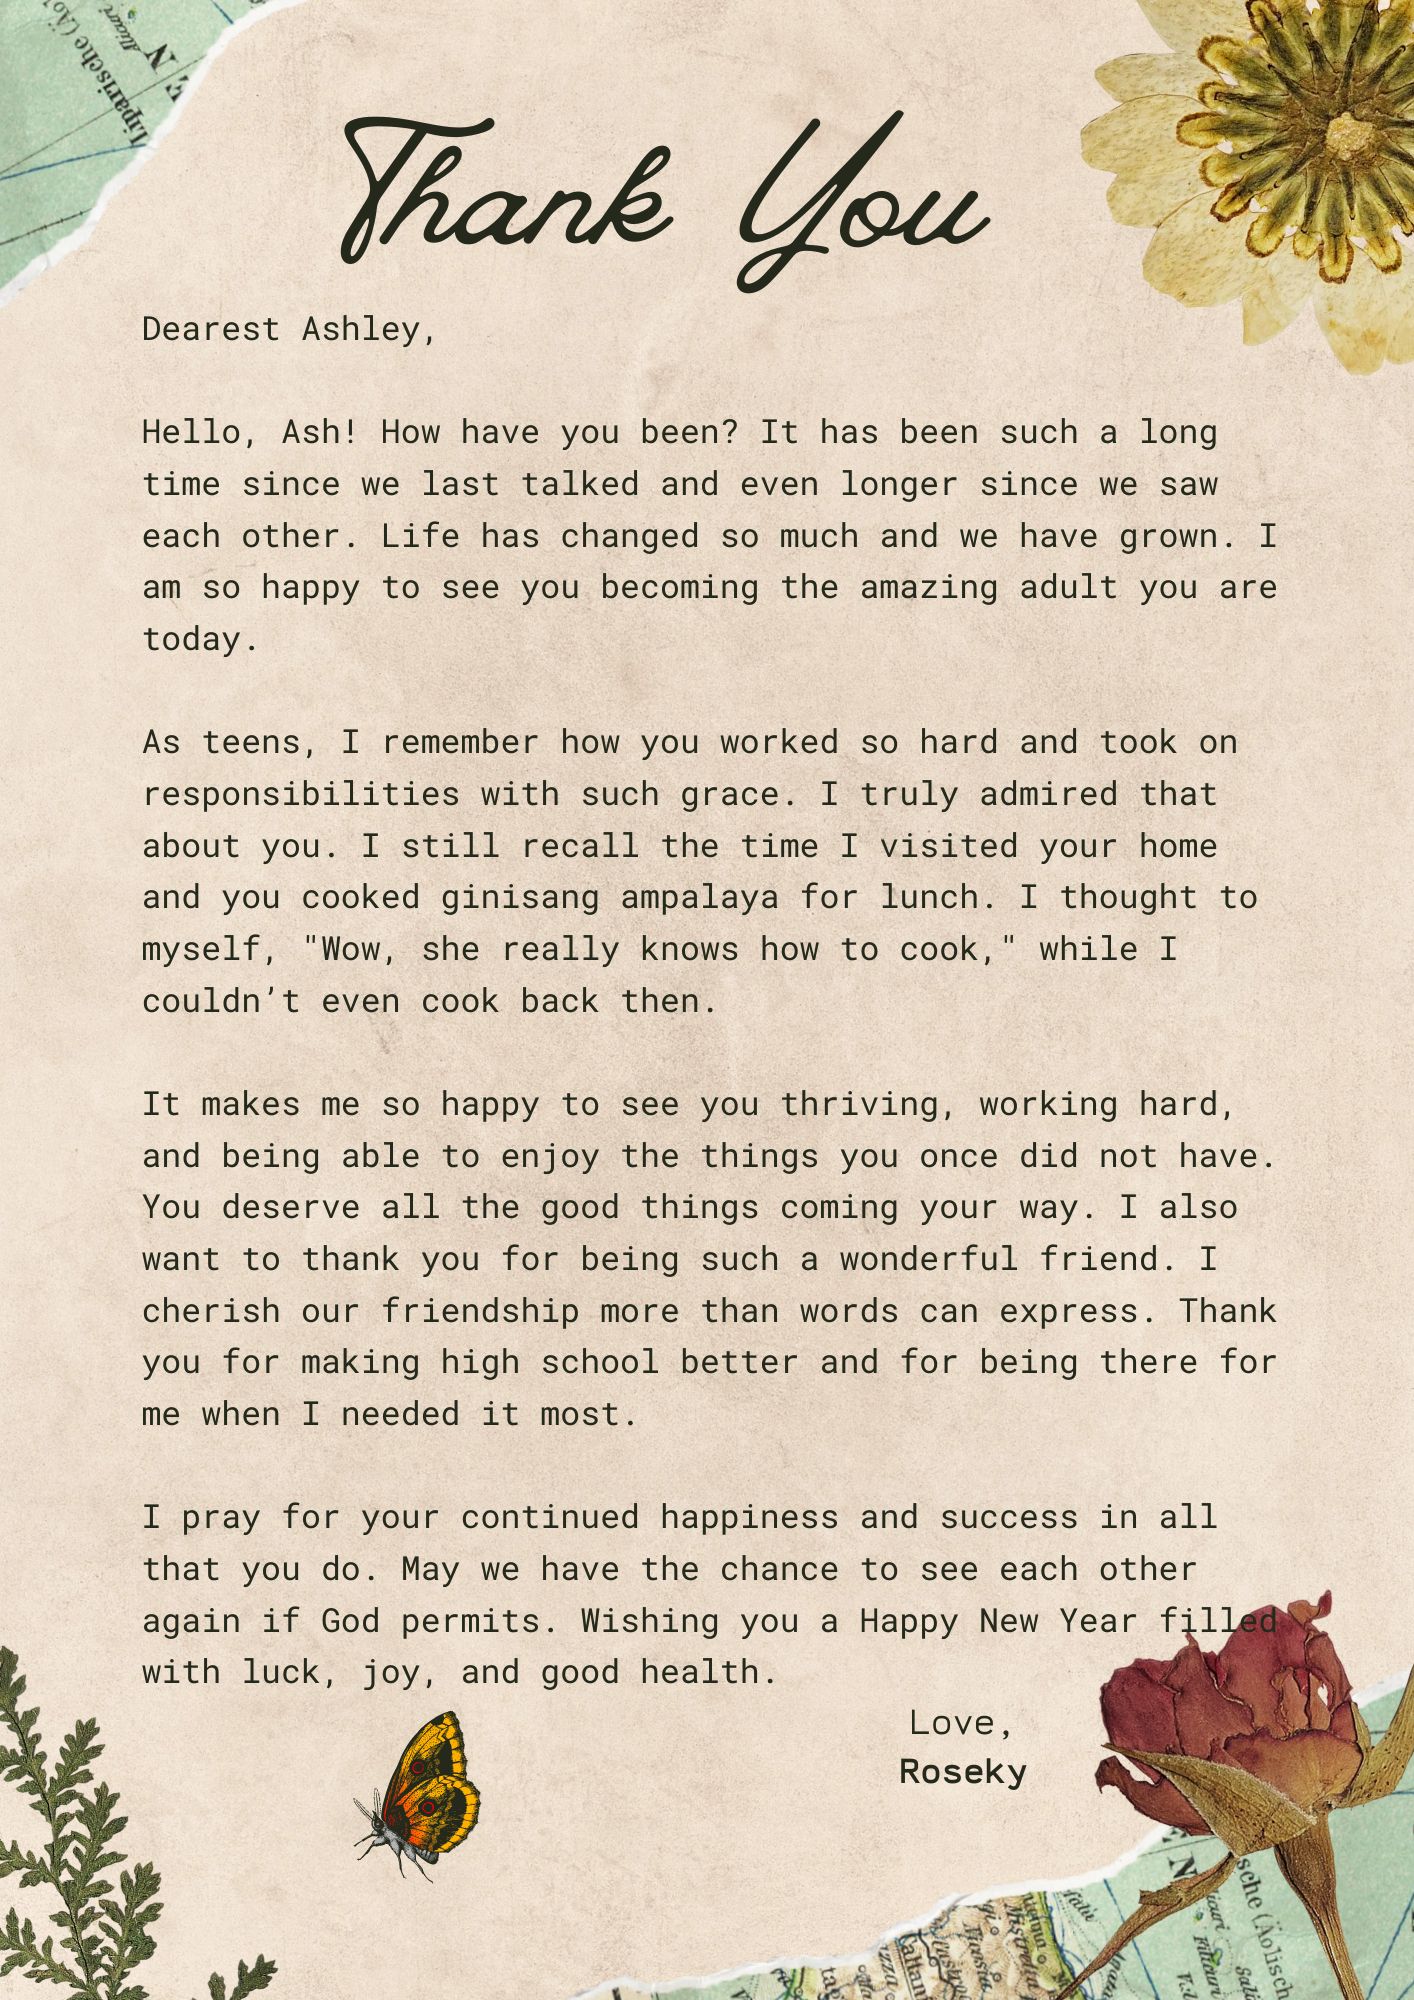 Liparische (Äol
Alicuri
N
E
Thank You
Dearest Ashley,
Hello, Ash! How have you been? It has been such a long
time since we last talked and even longer since we saw
each other. Life has changed so much and we have grown. I
am so happy to see you becoming the amazing adult you are
today.
As teens, I remember how you worked so hard and took on
responsibilities with such grace. I truly admired that
about you. I still recall the time I visited your home
and you cooked ginisang ampalaya for lunch. I thought to
myself, "Wow, she really knows how to cook," while I
couldn’t even cook back then.
It makes me so happy to see you thriving, working hard,
and being able to enjoy the things you once did not have.
You deserve all the good things coming your way. I also
want to thank you for being such a wonderful friend. I
cherish our friendship more than words can express. Thank
you for making high school better and for being there for
me when I needed it most.
I pray for your continued happiness and success in all
that you do. May we have the chance to see each other
again if God permits. Wishing you a Happy New Year filled
with luck, joy, and good health.
Love,
Roseky
N
sche (Äolisch